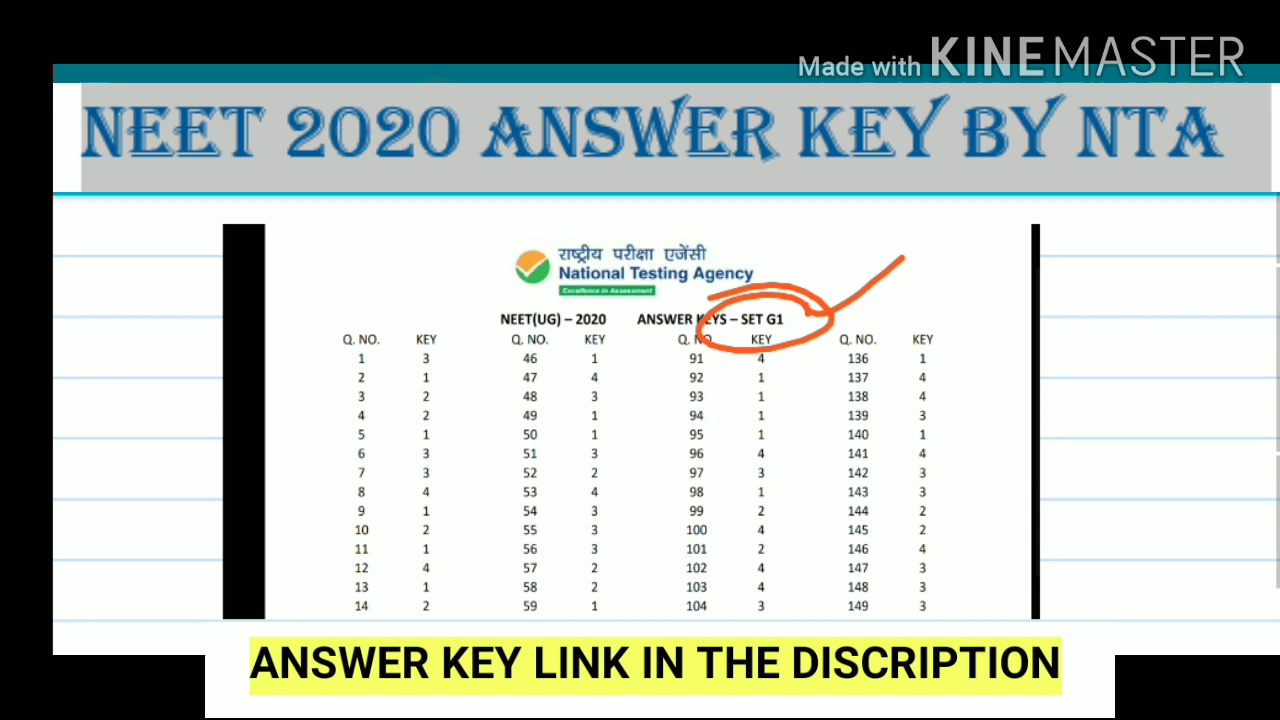 Made with KINEMASTER
NEET 2020 ANSWER KEY BY NTA
राष्ट्रीय परीक्षा एजेंसी
National Testing Agency
Excellence in Assessment
NEET(UG) – 2020 ANSWER KEYS – SET G1
Q. NO. KEY Q. NO. KEY Q. NO. KEY Q. NO. KEY
1 3 46 1 91 4 136 1
2 1 47 4 92 1 137 4
3 2 48 3 93 1 138 4
4 2 49 1 94 1 139 3
5 1 50 1 95 1 140 1
6 3 51 3 96 4 141 4
7 3 52 2 97 3 142 3
8 4 53 4 98 1 143 3
9 1 54 3 99 2 144 2
10 2 55 3 100 4 145 2
11 1 56 3 101 2 146 4
12 4 57 2 102 4 147 3
13 1 58 2 103 4 148 3
14 2 59 1 104 3 149 3
ANSWER KEY LINK IN THE DISCRIPTION